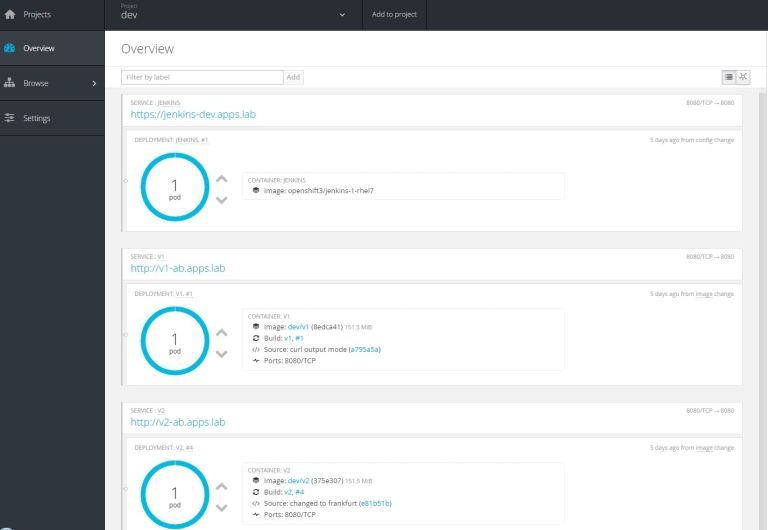 Projects
Project
dev
Add to project
Overview
Browse
Settings
Overview
Filter by label
Add
SERVICE : JENKINS
8080/TCP → 8080
https://jenkins-dev.apps.lab
DEPLOYMENT: JENKINS, #1
5 days ago from config change
1
pod
CONTAINER: JENKINS
Image: openshift3/jenkins-1-rhel7
SERVICE : V1
8080/TCP → 8080
http://v1-ab.apps.lab
DEPLOYMENT: V1, #1
5 days ago from image change
1
pod
CONTAINER: V1
Image: dev/v1 (8edca41) 151.5 MiB
Build: v1, #1
Source: curl output mode (a795a5a)
Ports: 8080/TCP
SERVICE : V2
8080/TCP → 8080
http://v2-ab.apps.lab
DEPLOYMENT: V2, #4
5 days ago from image change
1
pod
CONTAINER: V2
Image: dev/v2 (375e307) 151.5 MiB
Build: v2, #4
Source: changed to frankfurt (e81b51b)
Ports: 8080/TCP